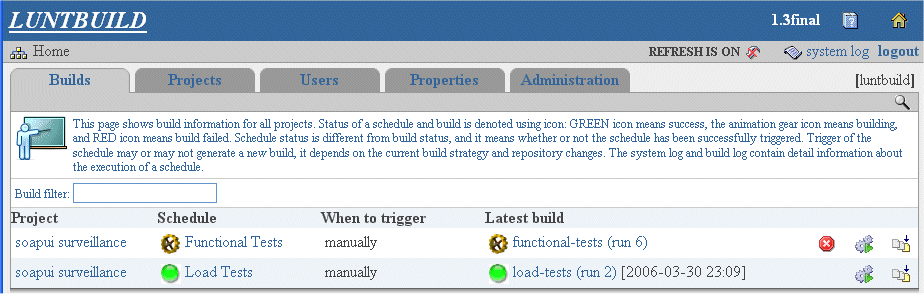 LUNTBUILD 1.3final
Home REFRESH IS ON system log logout
Builds Projects Users Properties Administration [luntbuild]
This page shows build information for all projects. Status of a schedule and build is denoted using icon: GREEN icon means success, the animation gear icon means building,
and RED icon means build failed. Schedule status is different from build status, and it means whether or not the schedule has been successfully triggered. Trigger of the
schedule may or may not generate a new build, it depends on the current build strategy and repository changes. The system log and build log contain detail information about
the execution of a schedule.
Build filter:
Project Schedule When to trigger Latest build
soapui surveillance Functional Tests manually functional-tests (run 6)
soapui surveillance Load Tests manually load-tests (run 2) [2006-03-30 23:09]